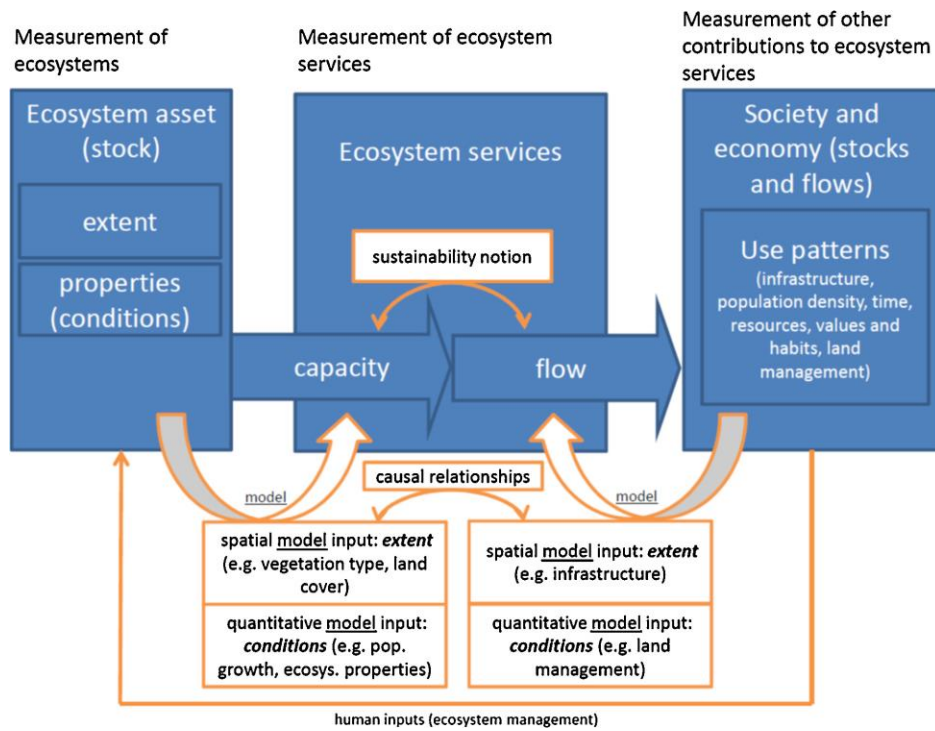 Measurement of
ecosystems
Measurement of ecosystem
services
Measurement of other
contributions to ecosystem
services
Ecosystem asset
(stock)
extent
properties
(conditions)
Ecosystem services
sustainability notion
capacity
flow
Society and
economy (stocks
and flows)
Use patterns
(infrastructure,
population density, time,
resources, values and
habits, land
management)
causal relationships
model
model
spatial model input: extent
(e.g. vegetation type, land
cover)
quantitative model input:
conditions (e.g. pop.
growth, ecosys. properties)
spatial model input: extent
(e.g. infrastructure)
quantitative model input:
conditions (e.g. land
management)
human inputs (ecosystem management)